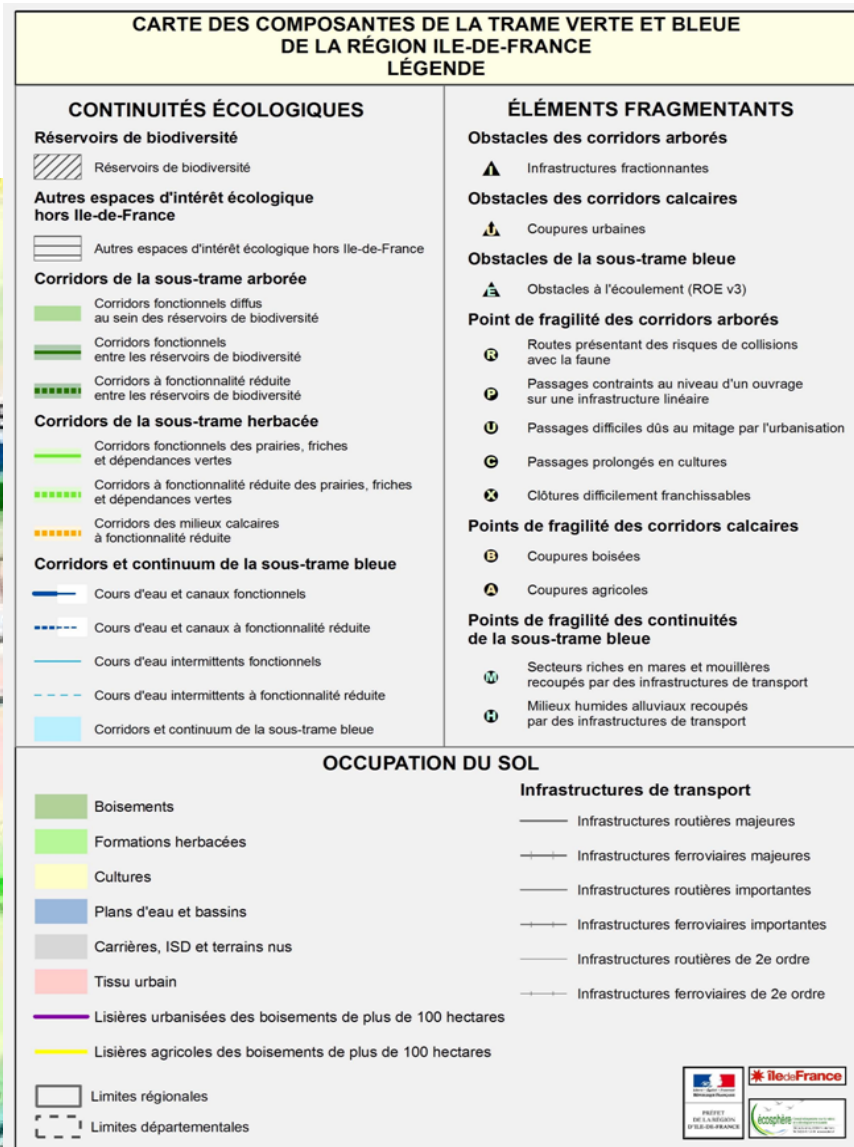 CARTE DES COMPOSANTES DE LA TRAME VERTE ET BLEUE
DE LA RÉGION ILE-DE-FRANCE
LÉGENDE
CONTINUITÉS ÉCOLOGIQUES
Réservoirs de biodiversité
Réservoirs de biodiversité
Autres espaces d'intérêt écologique
hors Ile-de-France
Autres espaces d'intérêt écologique hors Ile-de-France
Corridors de la sous-trame arborée
Corridors fonctionnels diffus
au sein des réservoirs de biodiversité
Corridors fonctionnels
entre les réservoirs de biodiversité
Corridors à fonctionnalité réduite
entre les réservoirs de biodiversité
Corridors de la sous-trame herbacée
Corridors fonctionnels des prairies, friches
et dépendances vertes
Corridors à fonctionnalité réduite des prairies, friches
et dépendances vertes
Corridors des milieux calcaires
à fonctionnalité réduite
Corridors et continuum de la sous-trame bleue
Cours d'eau et canaux fonctionnels
Cours d'eau et canaux à fonctionnalité réduite
Cours d'eau intermittents fonctionnels
Cours d'eau intermittents à fonctionnalité réduite
Corridors et continuum de la sous-trame bleue
ÉLÉMENTS FRAGMENTANTS
Obstacles des corridors arborés
I Infrastructures fractionnantes
Obstacles des corridors calcaires
U Coupures urbaines
Obstacles de la sous-trame bleue
E Obstacles à l'écoulement (ROE v3)
Point de fragilité des corridors arborés
R Routes présentant des risques de collisions
avec la faune
P Passages contraints au niveau d'un ouvrage
sur une infrastructure linéaire
U Passages difficiles dûs au mitage par l'urbanisation
C Passages prolongés en cultures
X Clôtures difficilement franchissables
Points de fragilité des corridors calcaires
B Coupures boisées
A Coupures agricoles
Points de fragilité des continuités
de la sous-trame bleue
M Secteurs riches en mares et mouillères
recoupés par des infrastructures de transport
H Milieux humides alluviaux recoupés
par des infrastructures de transport
OCCUPATION DU SOL
Boisements
Formations herbacées
Cultures
Plans d'eau et bassins
Carrières, ISD et terrains nus
Tissu urbain
Lisières urbanisées des boisements de plus de 100 hectares
Lisières agricoles des boisements de plus de 100 hectares
Limites régionales
Limites départementales
Infrastructures de transport
Infrastructures routières majeures
Infrastructures ferroviaires majeures
Infrastructures routières importantes
Infrastructures ferroviaires importantes
Infrastructures routières de 2e ordre
Infrastructures ferroviaires de 2e ordre
PRÉFET
DE LA RÉGION
D'ILE-DE-FRANCE
îledeFrance
écosphère